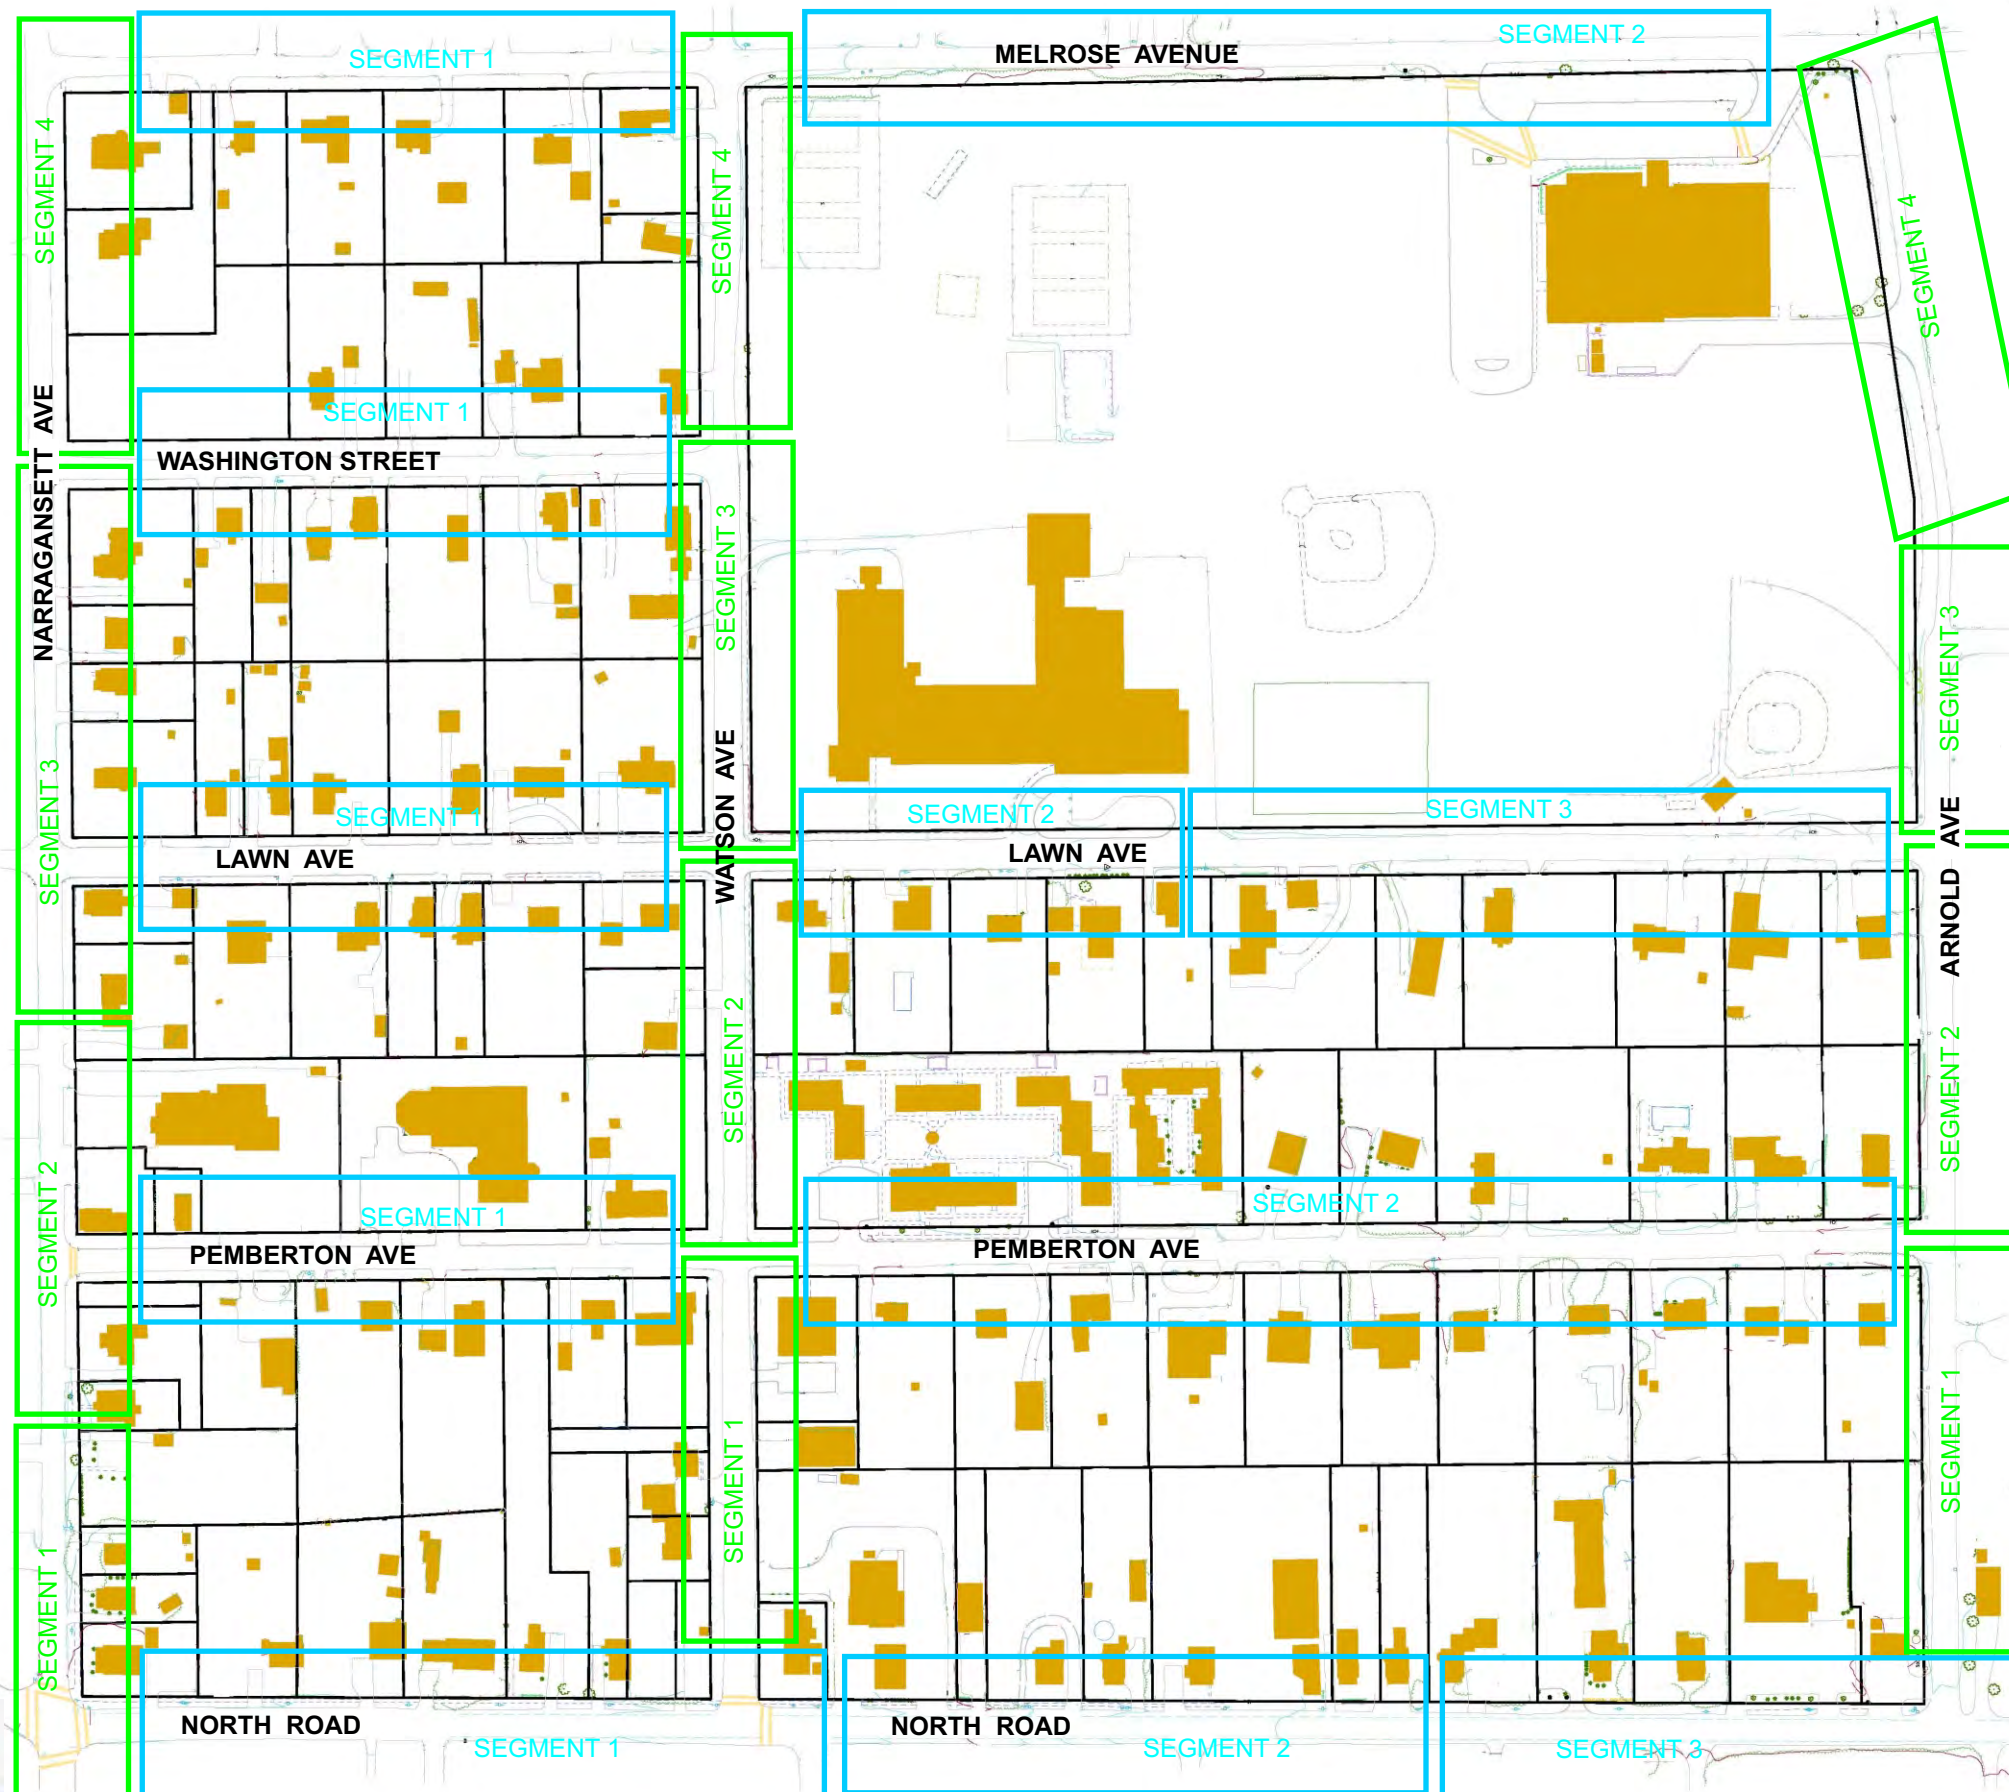 SEGMENT 1
MELROSE AVENUE
SEGMENT 2
SEGMENT 4
SEGMENT 4
SEGMENT 4
NARRAGANSETT AVE
SEGMENT 1
WASHINGTON STREET
SEGMENT 3
SEGMENT 3
SEGMENT 3
WATSON AVE
SEGMENT 1
SEGMENT 2
SEGMENT 3
LAWN AVE
LAWN AVE
ARNOLD AVE
SEGMENT 2
SEGMENT 2
SEGMENT 2
SEGMENT 1
SEGMENT 2
PEMBERTON AVE
PEMBERTON AVE
SEGMENT 1
SEGMENT 1
SEGMENT 1
NORTH ROAD
NORTH ROAD
SEGMENT 1
SEGMENT 2
SEGMENT 3